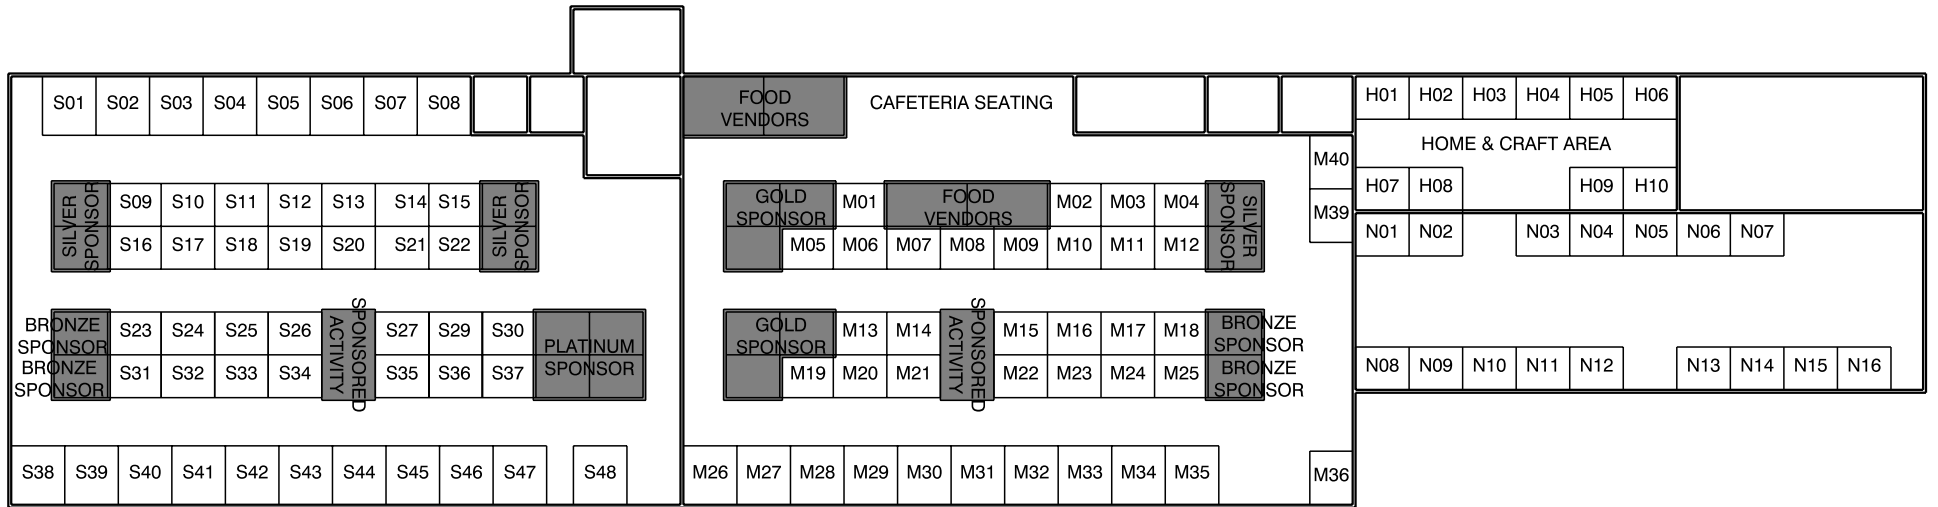 S01 S02 S03 S04 S05 S06 S07 S08
FOOD
VENDORS
CAFETERIA SEATING
H01 H02 H03 H04 H05 H06
HOME & CRAFT AREA
M40
H07 H08 H09 H10
SILVER
SPONSOR
S09 S10 S11 S12 S13 S14 S15
S16 S17 S18 S19 S20 S21 S22
SILVER
SPONSOR
GOLD
SPONSOR
M01
FOOD
VENDORS
M02 M03 M04
M05 M06 M07 M08 M09 M10 M11 M12
SILVER
SPONSOR
M39
N01 N02 N03 N04 N05 N06 N07
BRONZE
SPONSOR
BRONZE
SPONSOR
S23 S24 S25 S26
S31 S32 S33 S34
SPONSORED
ACTIVITY
S27 S29 S30
S35 S36 S37
PLATINUM
SPONSOR
GOLD
SPONSOR
M13 M14
M19 M20 M21
SPONSORED
ACTIVITY
M15 M16 M17 M18
M22 M23 M24 M25
BRONZE
SPONSOR
BRONZE
SPONSOR
N08 N09 N10 N11 N12 N13 N14 N15 N16
S38 S39 S40 S41 S42 S43 S44 S45 S46 S47 S48
M26 M27 M28 M29 M30 M31 M32 M33 M34 M35 M36